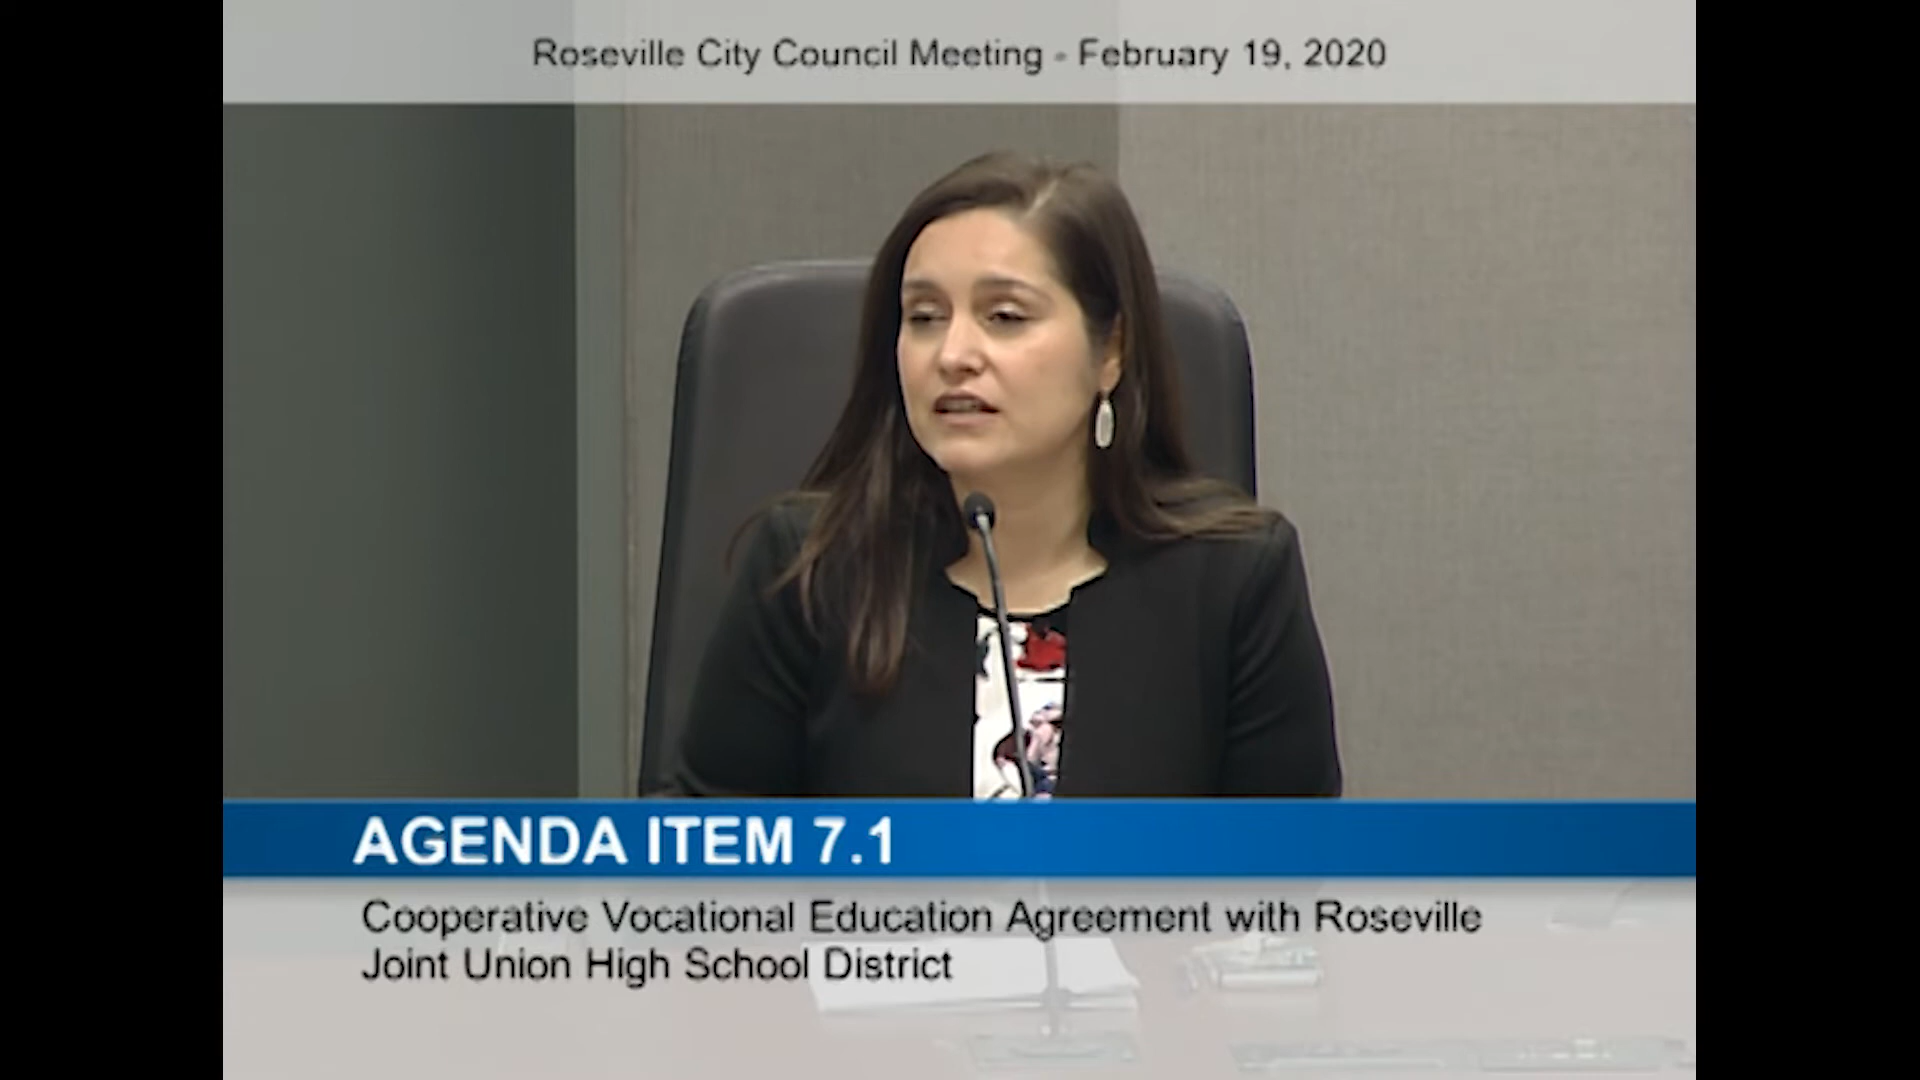 Roseville City Council Meeting - February 19, 2020
AGENDA ITEM 7.1
Cooperative Vocational Education Agreement with Roseville
Joint Union High School District